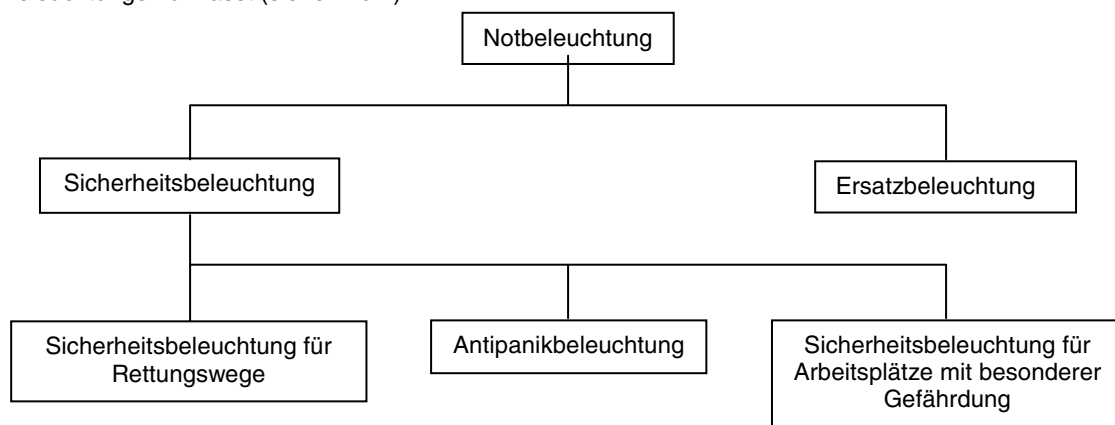 Notbeleuchtung
Sicherheitsbeleuchtung
Ersatzbeleuchtung
Sicherheitsbeleuchtung für
Rettungswege
Antipanikbeleuchtung
Sicherheitsbeleuchtung für
Arbeitsplätze mit besonderer
Gefährdung